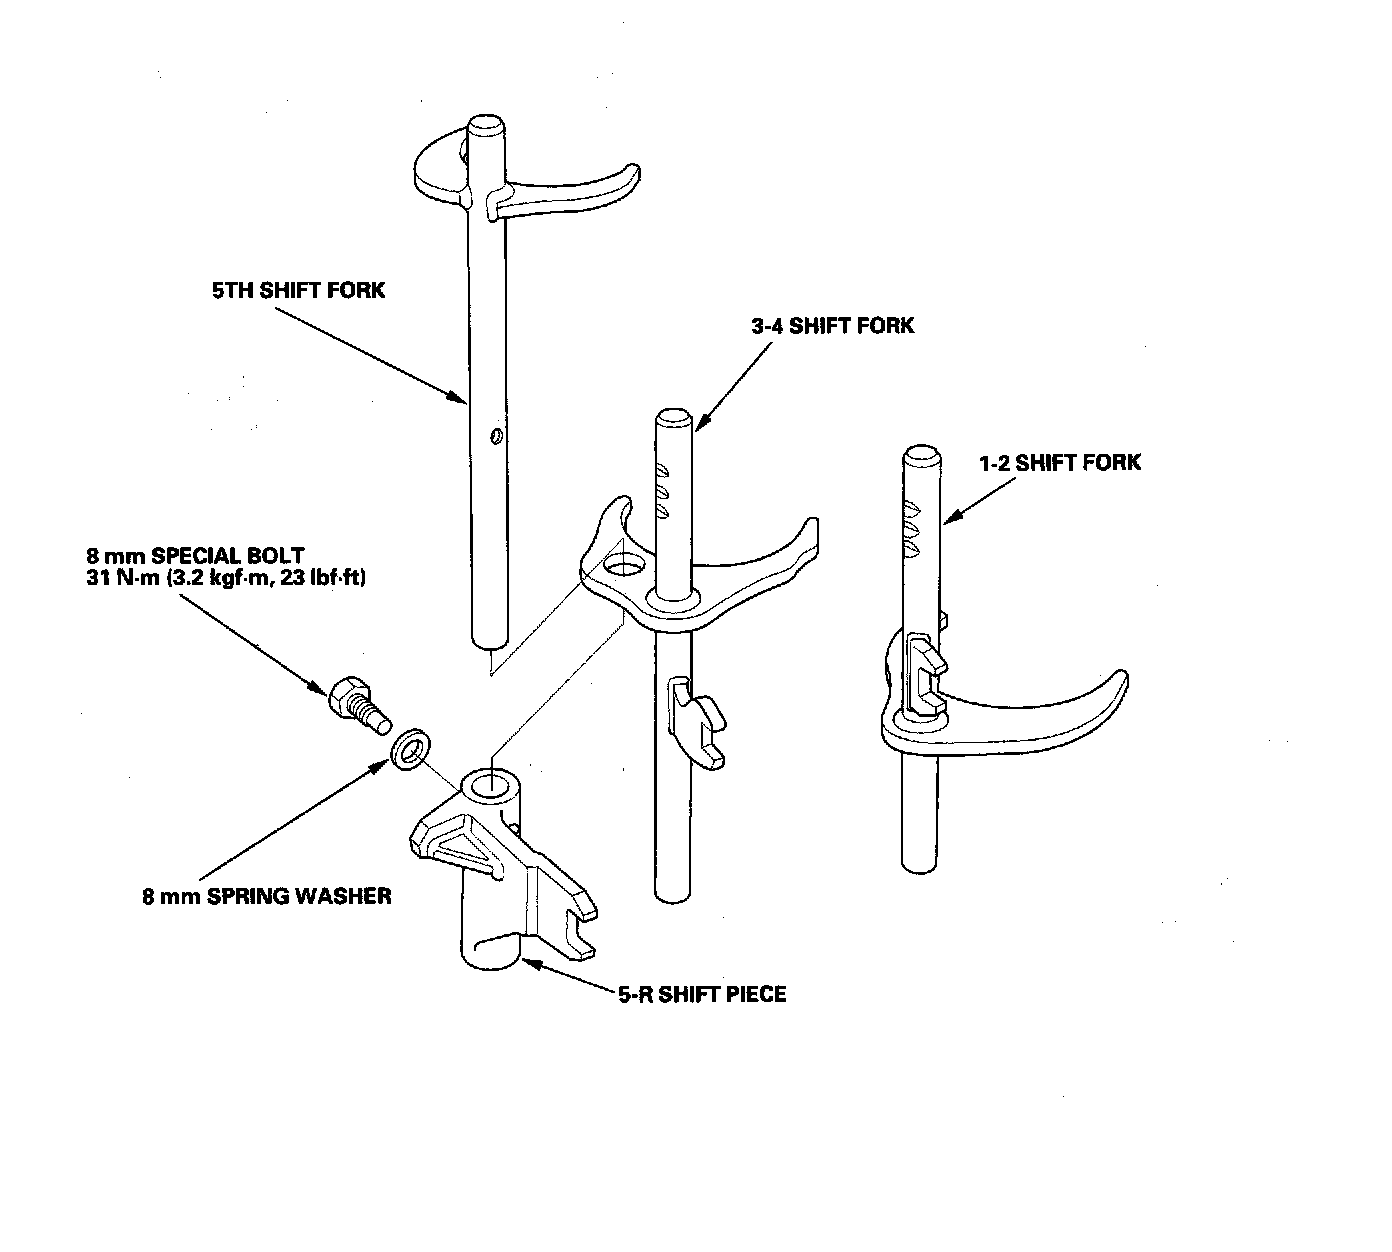 5TH SHIFT FORK
3-4 SHIFT FORK
1-2 SHIFT FORK
8 mm SPECIAL BOLT
31 N·m (3.2 kgf·m, 23 lbf·ft)
8 mm SPRING WASHER
5-R SHIFT PIECE